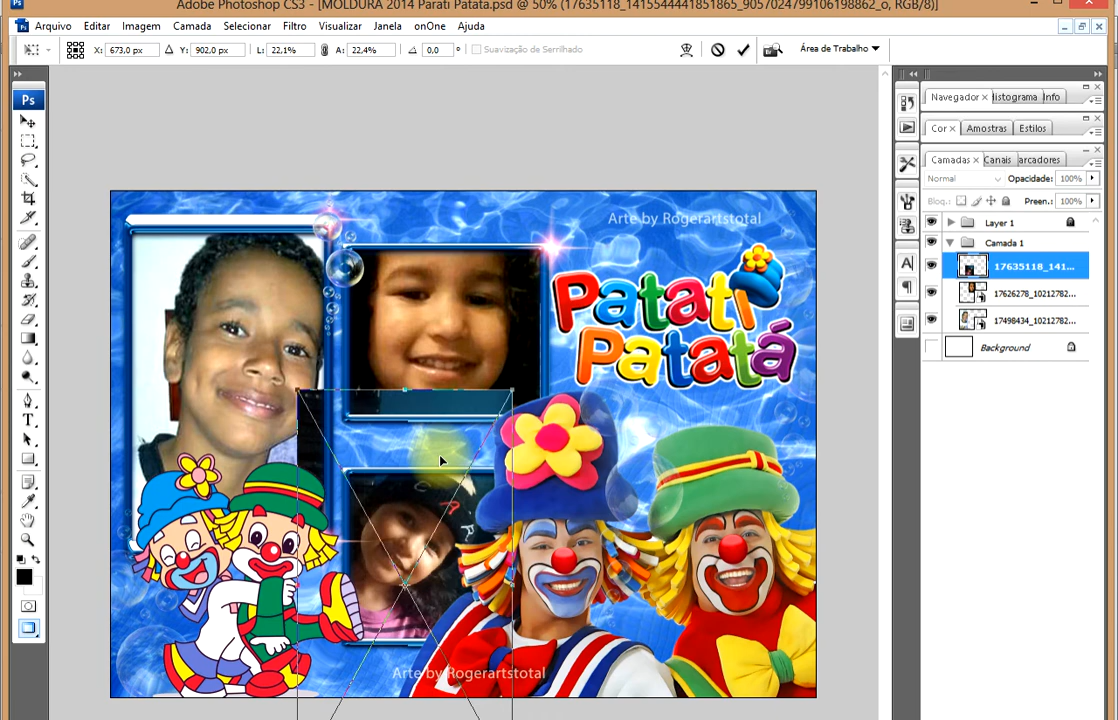 Adobe Photoshop CS3 - [MOLDURA 2014 Parati Patata.psd @ 50% (17635118_1415544441851865_9057024799106198862_o, RGB/8)]
Arquivo Editar Imagem Camada Selecionar Filtro Visualizar Janela onOne Ajuda
X: 673,0 px Y: 902,0 px L: 22,1% A: 22,4% 0,0 ° Suavização de Serrilhado Área de Trabalho
Ps
Navegador Histograma Info
Cor Amostras Estilos
Camadas Canais arcadores
Normal Opacidade: 100%
Bloq.: Preen.: 100%
Layer 1
Camada 1
17635118_141...
17626278_10212782...
17498434_10212782...
Background
Arte by Rogerartstotal
Patati
Patatá
Arte by Rogerartstotal